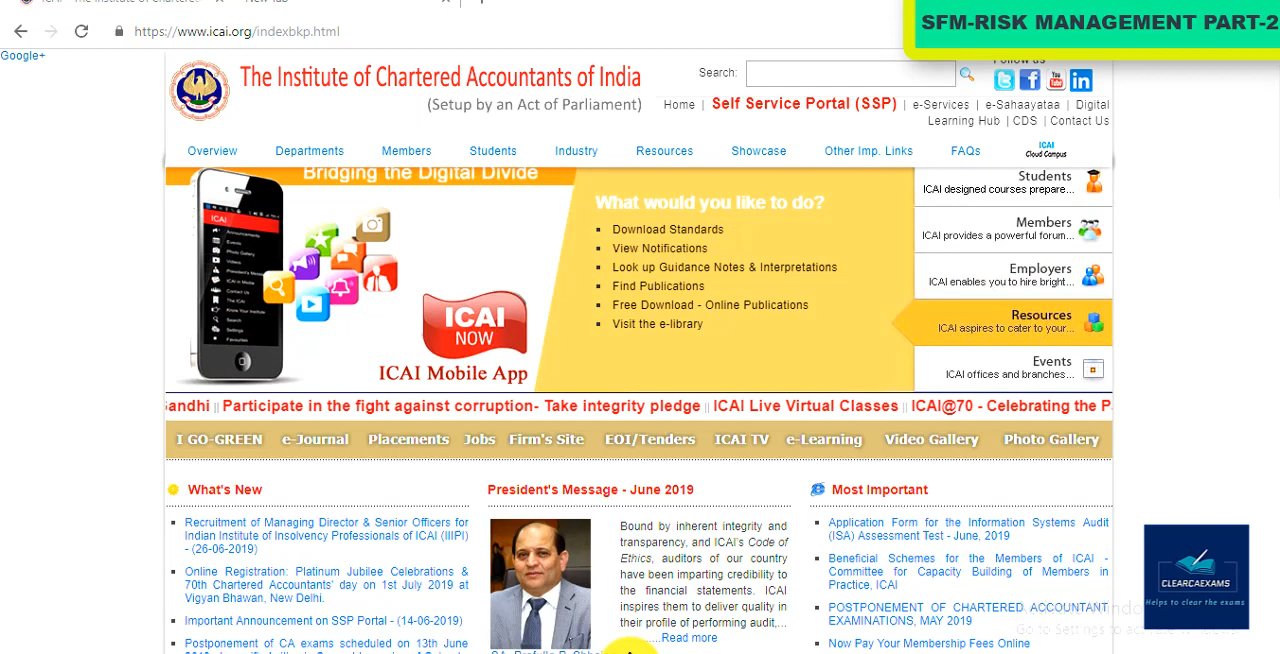 https://www.icai.org/indexbkp.html
SFM-RISK MANAGEMENT PART-2
Google+
The Institute of Chartered Accountants of India
(Setup by an Act of Parliament)
Search:
Follow us
Home | Self Service Portal (SSP) | e-Services | e-Sahaayataa | Digital
Learning Hub | CDS | Contact Us
Overview Departments Members Students Industry Resources Showcase Other Imp. Links FAQs ICAI
Cloud Campus
Bridging the Digital Divide
ICAI
ICAI
NOW
ICAI Mobile App
What would you like to do?
Download Standards
View Notifications
Look up Guidance Notes & Interpretations
Find Publications
Free Download - Online Publications
Visit the e-library
Students
ICAI designed courses prepare...
Members
ICAI provides a powerful forum...
Employers
ICAI enables you to hire bright...
Resources
ICAI aspires to cater to your...
Events
ICAI offices and branches...
andhi || Participate in the fight against corruption- Take integrity pledge || ICAI Live Virtual Classes || ICAI@70 - Celebrating the P
I GO-GREEN e-Journal Placements Jobs Firm's Site EOI/Tenders ICAI TV e-Learning Video Gallery Photo Gallery
What's New
Recruitment of Managing Director & Senior Officers for
Indian Institute of Insolvency Professionals of ICAI (IIIPI)
- (26-06-2019)
Online Registration: Platinum Jubilee Celebrations &
70th Chartered Accountants' day on 1st July 2019 at
Vigyan Bhawan, New Delhi.
Important Announcement on SSP Portal - (14-06-2019)
Postponement of CA exams scheduled on 13th June
President's Message - June 2019
Bound by inherent integrity and
transparency, and ICAI's Code of
Ethics, auditors of our country
have been imparting credibility to
the financial statements. ICAI
inspires them to deliver quality in
their profile of performing audit,...
......Read more
Most Important
Application Form for the Information Systems Audit
(ISA) Assessment Test - June, 2019
Beneficial Schemes for the Members of ICAI -
Committee for Capacity Building of Members in
Practice, ICAI
POSTPONEMENT OF CHARTERED ACCOUNTANT
EXAMINATIONS, MAY 2019
Now Pay Your Membership Fees Online
CLEARCAEXAMS
Helps to clear the exams